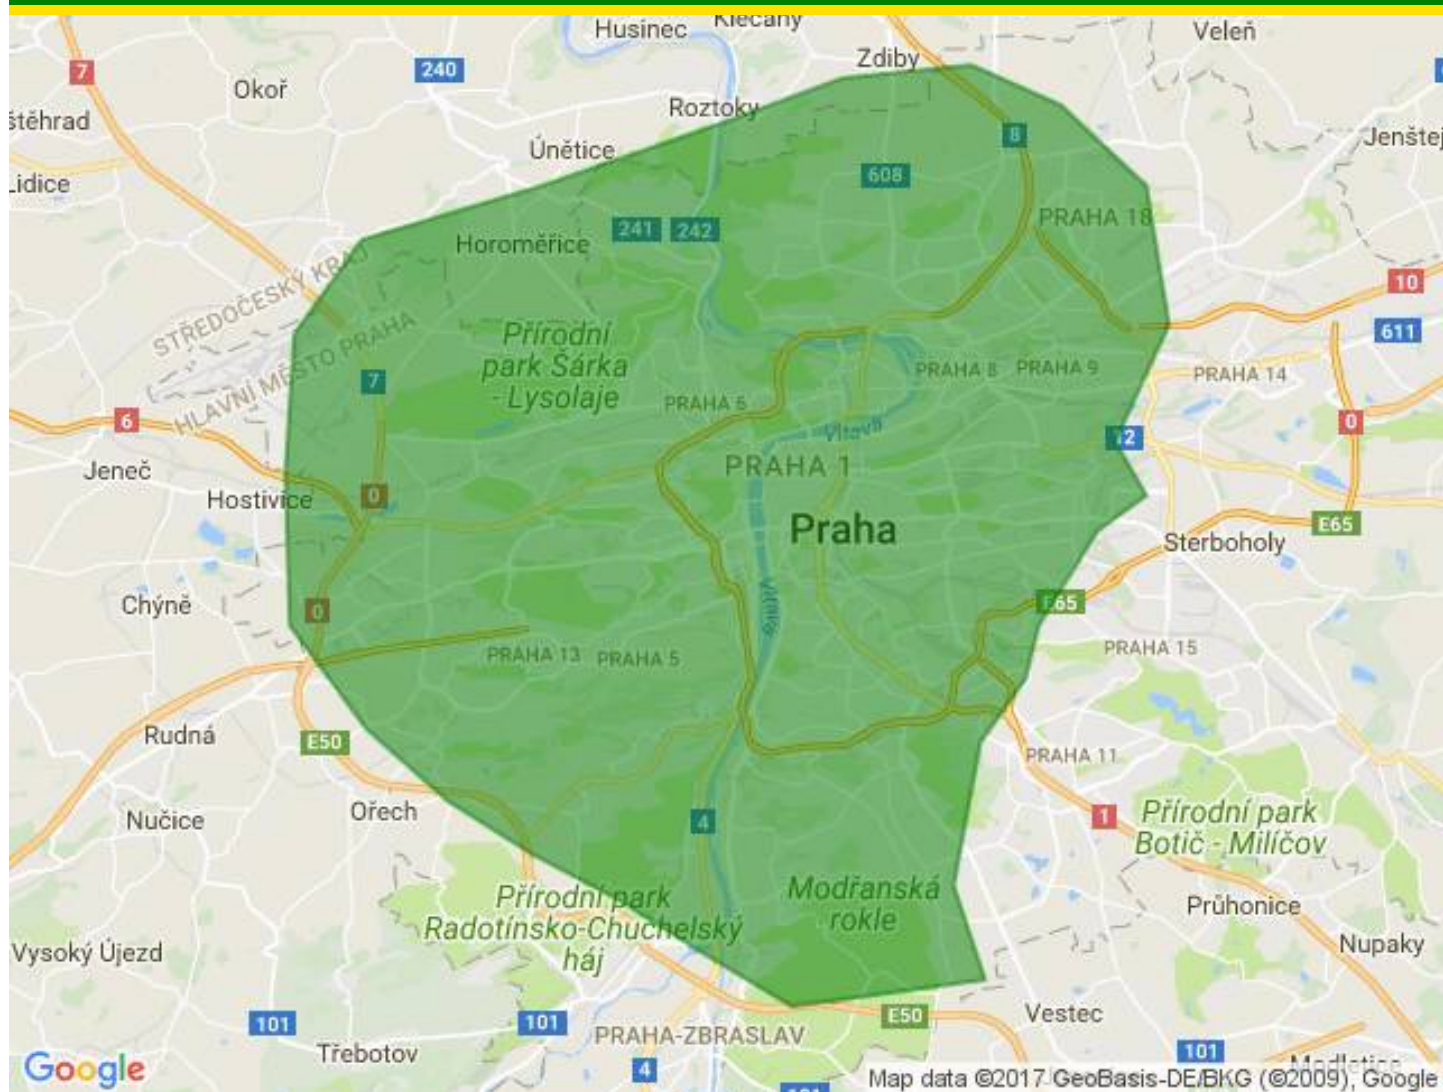 Husinec
Klecany
Veleň
Zdiby
7
240
Okoř
Roztoky
8
Jenštej
Únětice
608
Lidice
241
242
PRAHA 18
Horoměřice
STŘEDOČESKÝ KRAJ
HLAVNÍ MĚSTO PRAHA
10
611
Přírodní
park Šárka
- Lysolaje
7
PRAHA 8
PRAHA 9
PRAHA 14
PRAHA 6
6
0
Vltava
12
Jeneč
PRAHA 1
Hostivice
0
Praha
E65
Sterboholy
Chýně
0
Vltava
E65
PRAHA 13
PRAHA 5
PRAHA 15
Rudná
E50
PRAHA 11
Nučice
Ořech
4
1
Přírodní park
Botič - Milíčov
Přírodní park
Radotínsko-Chuchelský
háj
Modřanská
rokle
Průhonice
Nupaky
Vysoký Újezd
101
101
PRAHA-ZBRASLAV
E50
Vestec
Třebotov
101
4
101
Google
Map data ©2017 GeoBasis-DE/BKG (©2009), Google